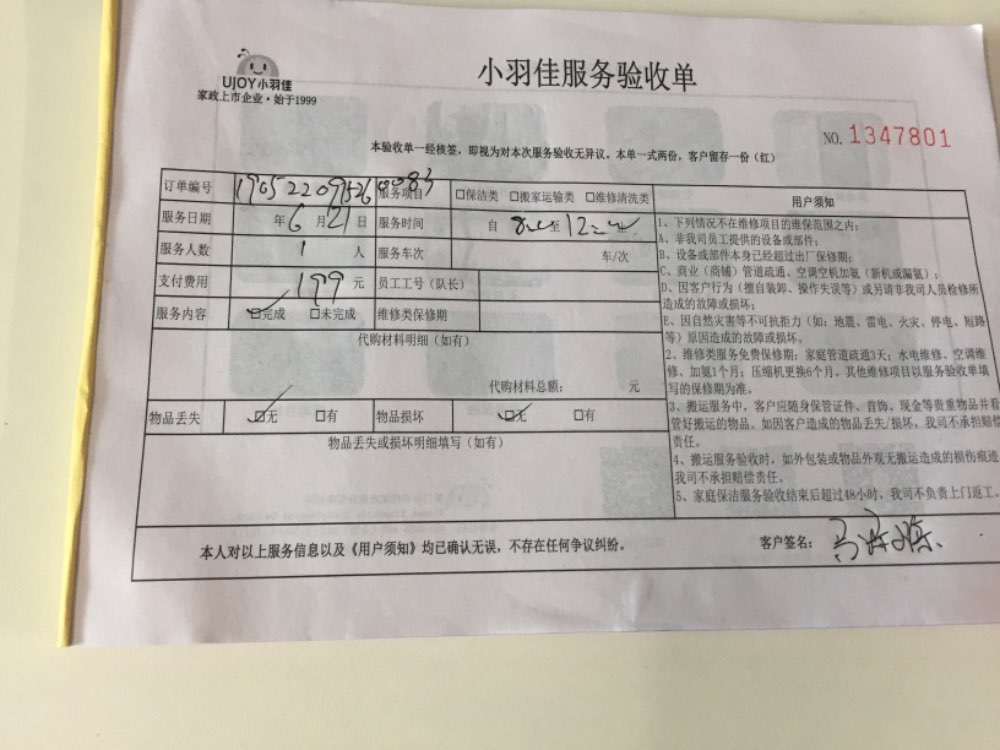 UJOY小羽佳
家政上市企业·始于1999
小羽佳服务验收单
NO. 1347801
本验收单一经核签，即视为对本次服务验收无异议，本单一式两份，客户留存一份（红）
订单编号 190522095260083 服务项目 □保洁类 □搬家运输类 □维修清洗类
服务日期 年6月21日 服务时间 自 8:00至12:00
服务人数 1 人 服务车次 车/次
支付费用 199 元 员工工号（队长）
服务内容 ☑完成 □未完成 维修类保修期
代购材料明细（如有）
代购材料总额： 元
物品丢失 ☑无 □有 物品损坏 ☑无 □有
物品丢失或损坏明细填写（如有）
用户须知
1、下列情况不在维修项目的维保范围之内：
A、非我司员工提供的设备或部件；
B、设备或部件本身已经超过出厂保修期；
C、商业（商铺）管道疏通、空调空机加氨（新机或漏氨）；
D、因客户行为（擅自装卸、操作失误等）或另请非我司人员检修所
造成的故障或损坏；
E、因自然灾害等不可抗拒力（如：地震、雷电、火灾、停电、短路
等）原因造成的故障或损坏。
2、维修类服务免费保修期：家庭管道疏通3天；水电维修、空调维
修、加氨1个月；压缩机更换6个月，其他维修项目以服务验收单填
写的保修期为准。
3、搬运服务中，客户应随身保管证件、首饰、现金等贵重物品并看
管好搬运的物品。如因客户造成的物品丢失/损坏，我司不承担赔偿
责任。
4、搬运服务验收时，如外包装或物品外观无搬运造成的损伤痕迹
我司不承担赔偿责任。
5、家庭保洁服务验收结束后超过48小时，我司不负责上门返工。
本人对以上服务信息以及《用户须知》均已确认无误，不存在任何争议纠纷。
客户签名：